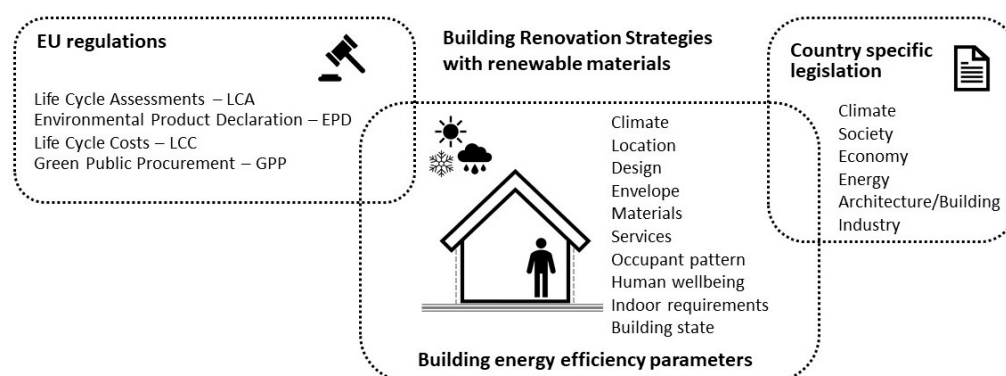 EU regulations
Life Cycle Assessments – LCA
Environmental Product Declaration – EPD
Life Cycle Costs – LCC
Green Public Procurement – GPP
Building Renovation Strategies
with renewable materials
Country specific
legislation
Climate
Society
Economy
Energy
Architecture/Building
Industry
Climate
Location
Design
Envelope
Materials
Services
Occupant pattern
Human wellbeing
Indoor requirements
Building state
Building energy efficiency parameters